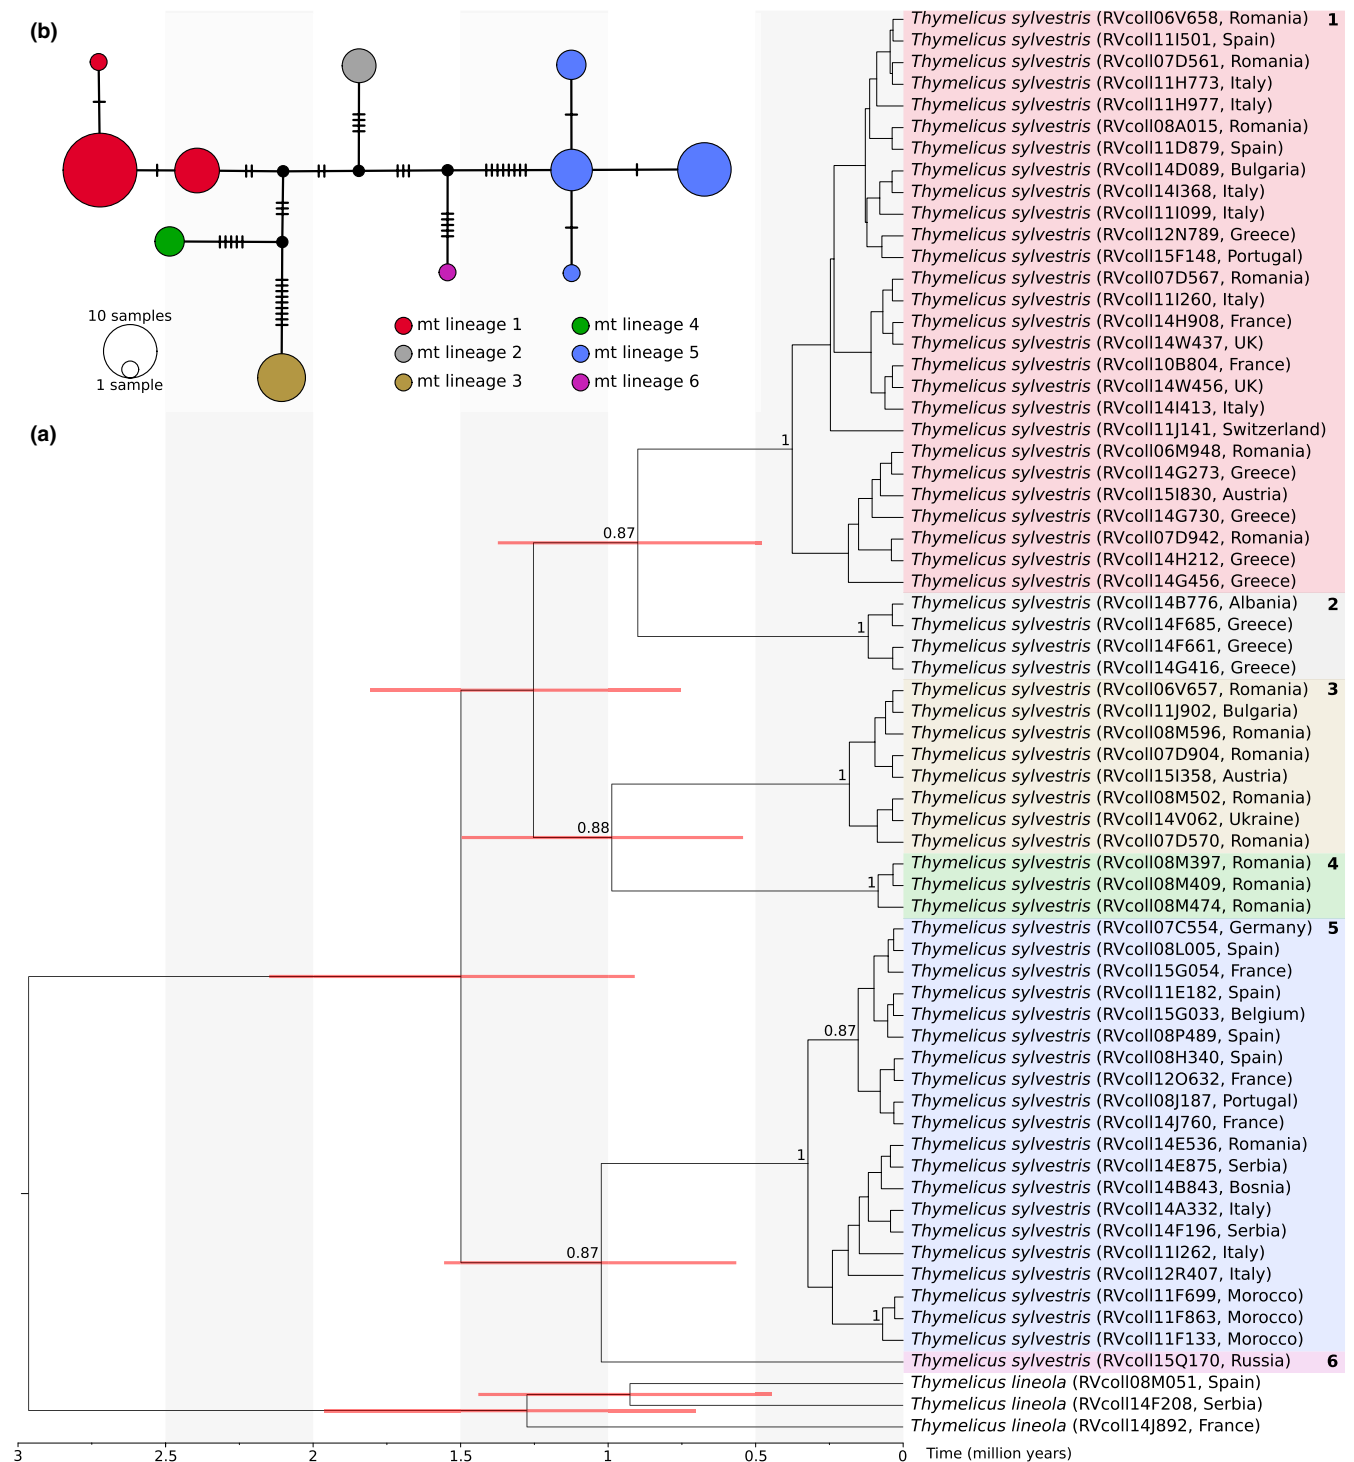 (b)
10 samples
1 sample
mt lineage 1
mt lineage 2
mt lineage 3
mt lineage 4
mt lineage 5
mt lineage 6
(a)
Thymelicus sylvestris (RVcoll06V658, Romania) 1
Thymelicus sylvestris (RVcoll11I501, Spain)
Thymelicus sylvestris (RVcoll07D561, Romania)
Thymelicus sylvestris (RVcoll11H773, Italy)
Thymelicus sylvestris (RVcoll11H977, Italy)
Thymelicus sylvestris (RVcoll08A015, Romania)
Thymelicus sylvestris (RVcoll11D879, Spain)
Thymelicus sylvestris (RVcoll14D089, Bulgaria)
Thymelicus sylvestris (RVcoll14I368, Italy)
Thymelicus sylvestris (RVcoll11I099, Italy)
Thymelicus sylvestris (RVcoll12N789, Greece)
Thymelicus sylvestris (RVcoll15F148, Portugal)
Thymelicus sylvestris (RVcoll07D567, Romania)
Thymelicus sylvestris (RVcoll11I260, Italy)
Thymelicus sylvestris (RVcoll14H908, France)
Thymelicus sylvestris (RVcoll14W437, UK)
Thymelicus sylvestris (RVcoll10B804, France)
Thymelicus sylvestris (RVcoll14W456, UK)
Thymelicus sylvestris (RVcoll14I413, Italy)
Thymelicus sylvestris (RVcoll11J141, Switzerland)
Thymelicus sylvestris (RVcoll06M948, Romania)
Thymelicus sylvestris (RVcoll14G273, Greece)
Thymelicus sylvestris (RVcoll15I830, Austria)
Thymelicus sylvestris (RVcoll14G730, Greece)
Thymelicus sylvestris (RVcoll07D942, Romania)
Thymelicus sylvestris (RVcoll14H212, Greece)
Thymelicus sylvestris (RVcoll14G456, Greece)
Thymelicus sylvestris (RVcoll14B776, Albania) 2
Thymelicus sylvestris (RVcoll14F685, Greece)
Thymelicus sylvestris (RVcoll14F661, Greece)
Thymelicus sylvestris (RVcoll14G416, Greece)
Thymelicus sylvestris (RVcoll06V657, Romania) 3
Thymelicus sylvestris (RVcoll11J902, Bulgaria)
Thymelicus sylvestris (RVcoll08M596, Romania)
Thymelicus sylvestris (RVcoll07D904, Romania)
Thymelicus sylvestris (RVcoll15I358, Austria)
Thymelicus sylvestris (RVcoll08M502, Romania)
Thymelicus sylvestris (RVcoll14V062, Ukraine)
Thymelicus sylvestris (RVcoll07D570, Romania)
Thymelicus sylvestris (RVcoll08M397, Romania) 4
Thymelicus sylvestris (RVcoll08M409, Romania)
Thymelicus sylvestris (RVcoll08M474, Romania)
Thymelicus sylvestris (RVcoll07C554, Germany) 5
Thymelicus sylvestris (RVcoll08L005, Spain)
Thymelicus sylvestris (RVcoll15G054, France)
Thymelicus sylvestris (RVcoll11E182, Spain)
Thymelicus sylvestris (RVcoll15G033, Belgium)
Thymelicus sylvestris (RVcoll08P489, Spain)
Thymelicus sylvestris (RVcoll08H340, Spain)
Thymelicus sylvestris (RVcoll12O632, France)
Thymelicus sylvestris (RVcoll08J187, Portugal)
Thymelicus sylvestris (RVcoll14J760, France)
Thymelicus sylvestris (RVcoll14E536, Romania)
Thymelicus sylvestris (RVcoll14E875, Serbia)
Thymelicus sylvestris (RVcoll14B843, Bosnia)
Thymelicus sylvestris (RVcoll14A332, Italy)
Thymelicus sylvestris (RVcoll14F196, Serbia)
Thymelicus sylvestris (RVcoll11I262, Italy)
Thymelicus sylvestris (RVcoll12R407, Italy)
Thymelicus sylvestris (RVcoll11F699, Morocco)
Thymelicus sylvestris (RVcoll11F863, Morocco)
Thymelicus sylvestris (RVcoll11F133, Morocco)
Thymelicus sylvestris (RVcoll15Q170, Russia) 6
Thymelicus lineola (RVcoll08M051, Spain)
Thymelicus lineola (RVcoll14F208, Serbia)
Thymelicus lineola (RVcoll14J892, France)
1
0.87
1
1
0.88
1
0.87
1
0.87
1
3 2.5 2 1.5 1 0.5 0 Time (million years)